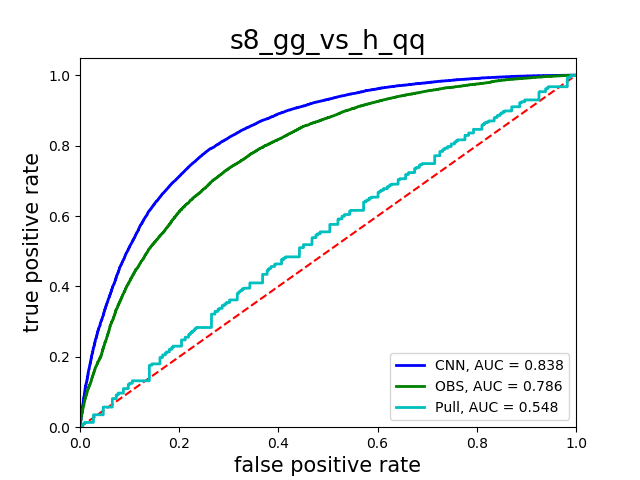 s8_gg_vs_h_qq
true positive rate
1.0
0.8
0.6
0.4
0.2
0.0
CNN, AUC = 0.838
OBS, AUC = 0.786
Pull, AUC = 0.548
0.0 0.2 0.4 0.6 0.8 1.0
false positive rate